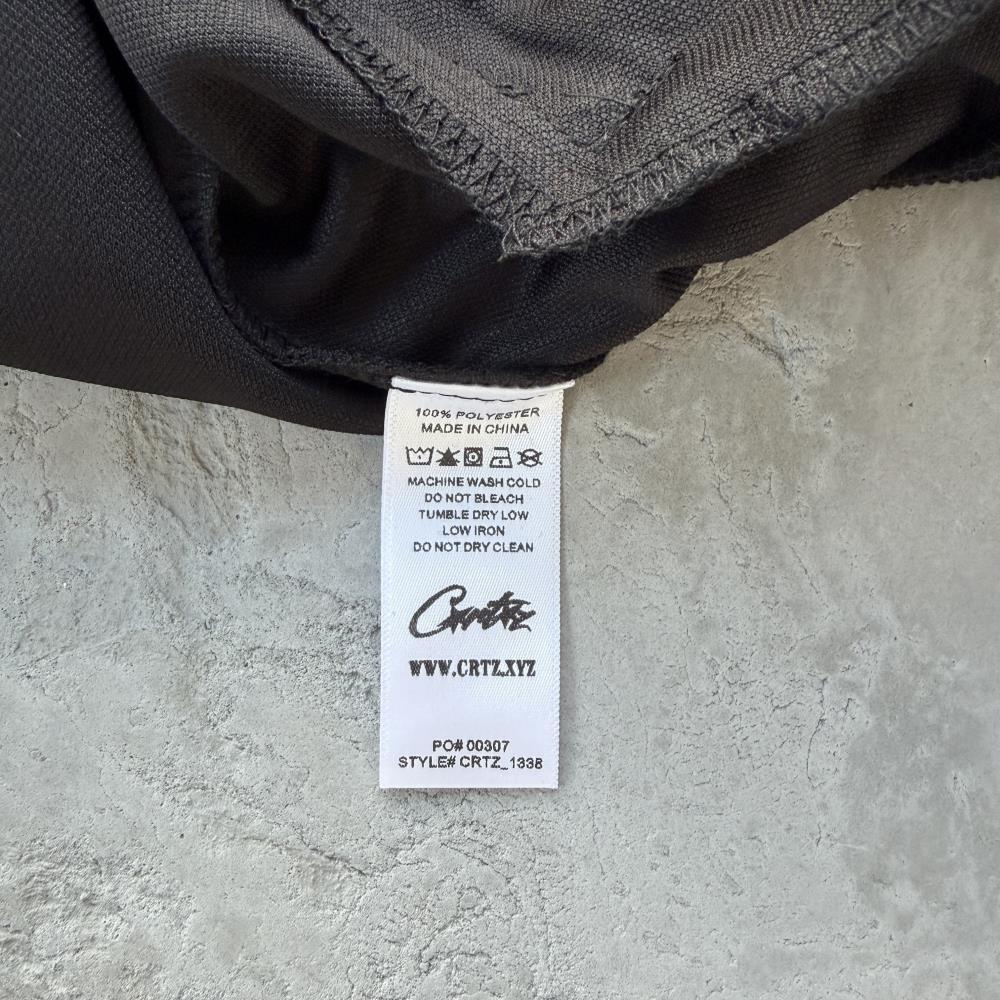 100% POLYESTER
MADE IN CHINA
MACHINE WASH COLD
DO NOT BLEACH
TUMBLE DRY LOW
LOW IRON
DO NOT DRY CLEAN
Corteiz
WWW.CRTZ.XYZ
PO# 00307
STYLE# CRTZ_1338